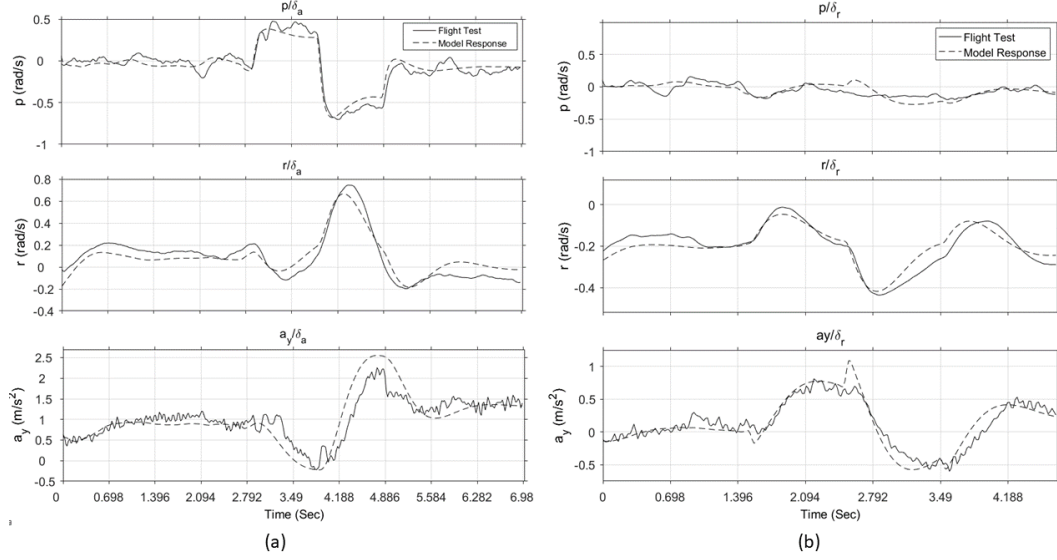 p/δa
0.5
0
-0.5
-1
p (rad/s)
Flight Test
Model Response
r/δa
0.8
0.6
0.4
0.2
0
-0.2
-0.4
r (rad/s)
ay/δa
2.5
2
1.5
1
0.5
0
-0.5
ay (m/s²)
0 0.698 1.396 2.094 2.792 3.49 4.188 4.886 5.584 6.282 6.98
Time (Sec)
(a)
p/δr
0.5
0
-0.5
-1
p (rad/s)
Flight Test
Model Response
r/δr
0
-0.2
-0.4
r (rad/s)
ay/δr
1
0.5
0
-0.5
ay (m/s²)
0 0.698 1.396 2.094 2.792 3.49 4.188
Time (Sec)
(b)